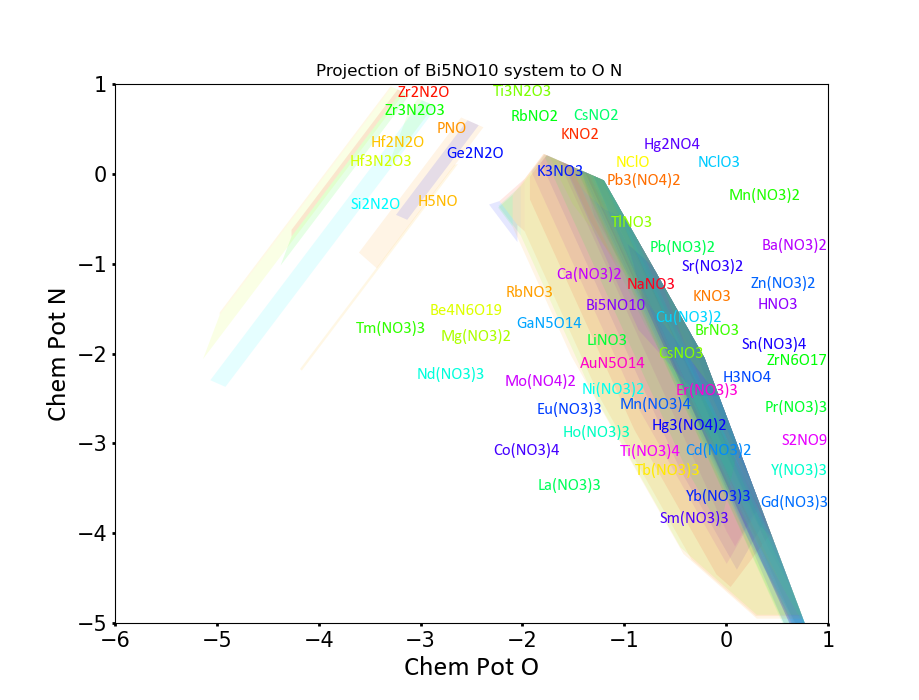 Projection of Bi5NO10 system to O N
1
Zr2N2O
Ti3N2O3
Zr3N2O3
RbNO2
CsNO2
PNO
KNO2
Hf2N2O
Hg2NO4
Ge2N2O
Hf3N2O3
NClO
NClO3
0
K3NO3
Pb3(NO4)2
Mn(NO3)2
Si2N2O
H5NO
TlNO3
Pb(NO3)2
Ba(NO3)2
−1
Sr(NO3)2
Ca(NO3)2
NaNO3
Zn(NO3)2
RbNO3
KNO3
Bi5NO10
HNO3
Be4N6O19
Cu(NO3)2
GaN5O14
Tm(NO3)3
BrNO3
Mg(NO3)2
LiNO3
Sn(NO3)4
−2
CsNO3
ZrN6O17
AuN5O14
Nd(NO3)3
H3NO4
Mo(NO4)2
Ni(NO3)2
Er(NO3)3
Eu(NO3)3
Mn(NO3)4
Pr(NO3)3
Hg3(NO4)2
Ho(NO3)3
−3
S2NO9
Co(NO3)4
Ti(NO3)4
Cd(NO3)2
Tb(NO3)3
Y(NO3)3
La(NO3)3
Yb(NO3)3
Gd(NO3)3
Sm(NO3)3
−4
−5
Chem Pot N
−6 −5 −4 −3 −2 −1 0 1
Chem Pot O